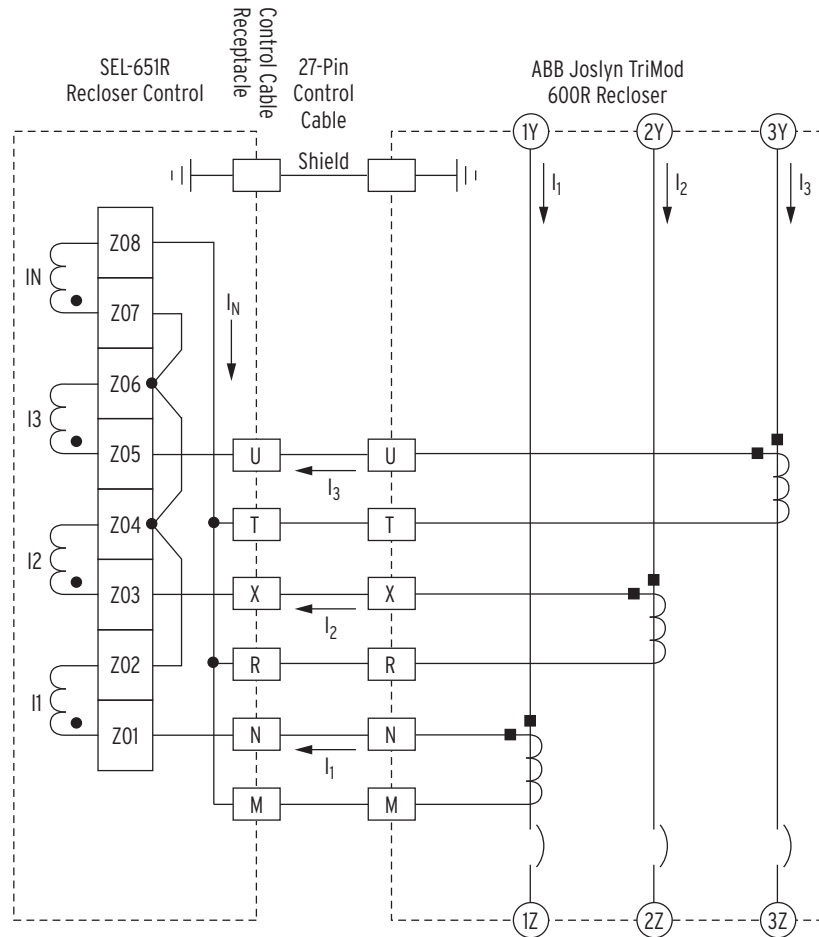 SEL-651R
Recloser Control
Control Cable
Receptacle
27-Pin
Control
Cable
ABB Joslyn TriMod
600R Recloser
1Y
2Y
3Y
Shield
I1
I2
I3
Z08
IN
IN
Z07
Z06
I3
Z05
U
U
I3
Z04
T
T
I2
Z03
X
X
I2
Z02
R
R
I1
Z01
N
N
I1
M
M
1Z
2Z
3Z